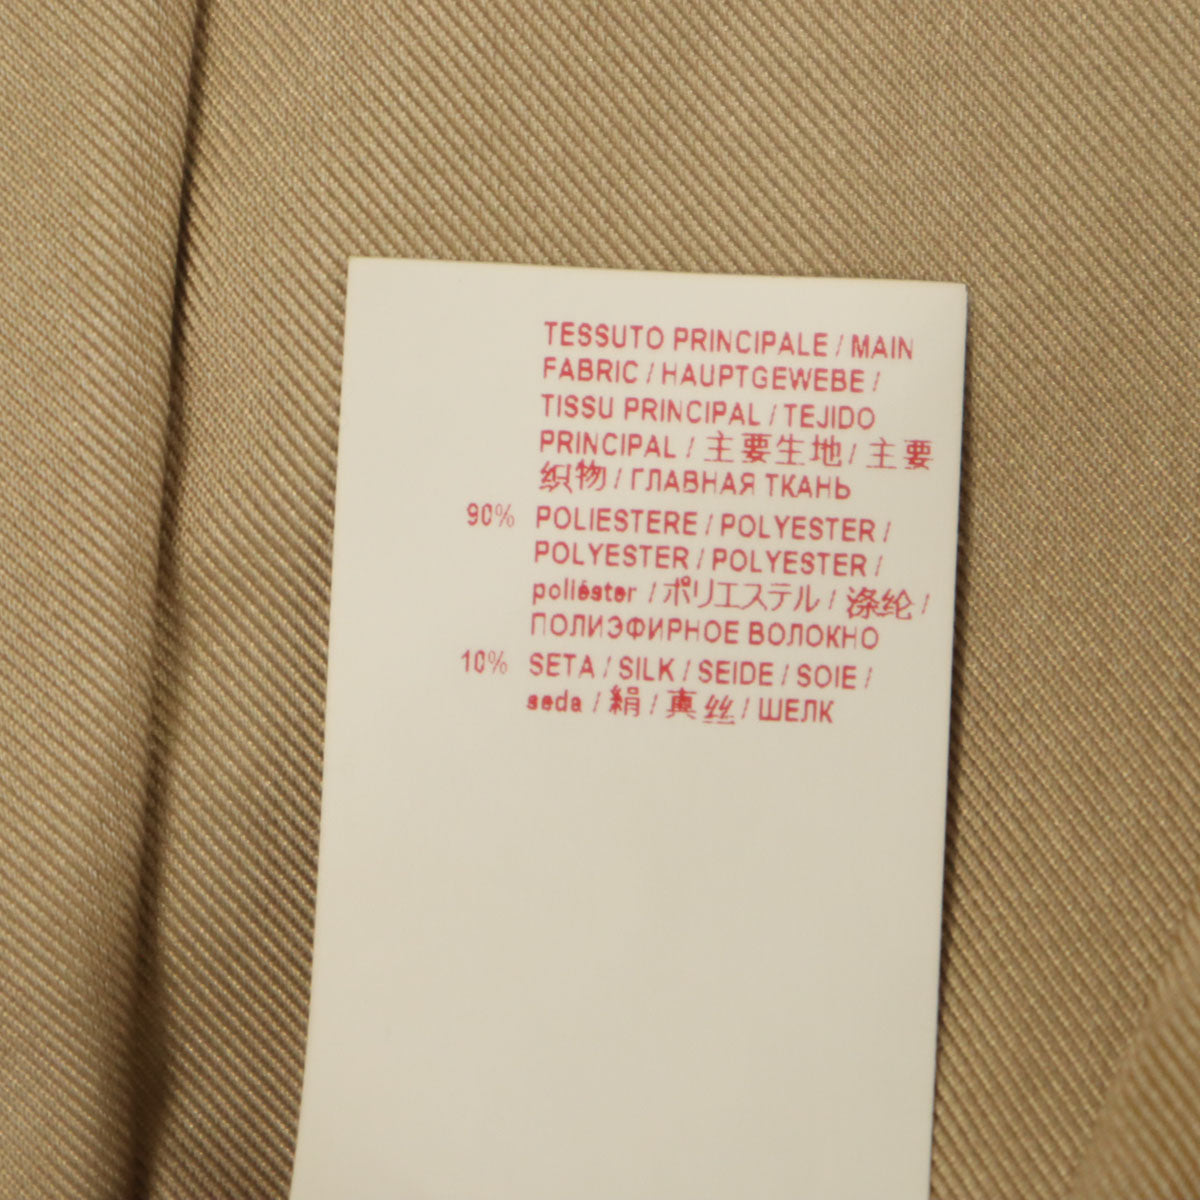 TESSUTO PRINCIPALE / MAIN
FABRIC / HAUPTGEWEBE /
TISSU PRINCIPAL / TEJIDO
PRINCIPAL / 主要生地 / 主要
织物 / ГЛАВНАЯ ТКАНЬ
90% POLIESTERE / POLYESTER /
POLYESTER / POLYESTER /
poliéster / ポリエステル / 涤纶 /
ПОЛИЭФИРНОЕ ВОЛОКНО
10% SETA / SILK / SEIDE / SOIE /
seda / 絹 / 真丝 / ШЕЛК